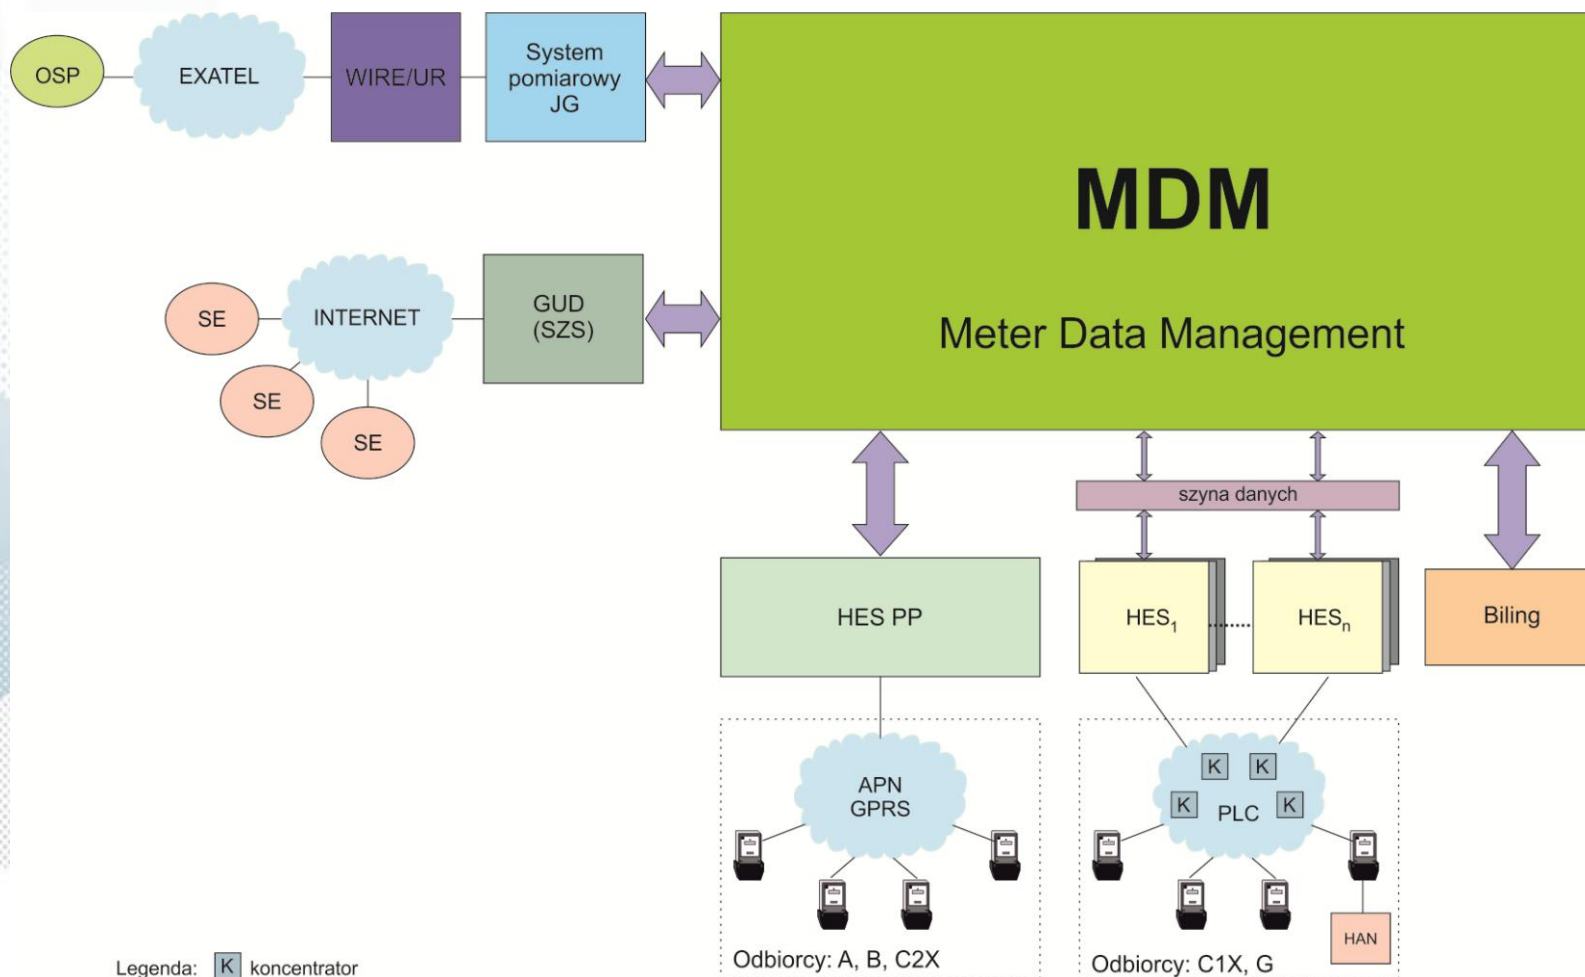 OSP
EXATEL
WIRE/UR
System
pomiarowy
JG
MDM
Meter Data Management
SE
SE
SE
INTERNET
GUD
(SZS)
szyna danych
HES PP
HES1
HESn
Biling
APN
GPRS
K
K
K
K
PLC
HAN
Odbiorcy: A, B, C2X
Odbiorcy: C1X, G
Legenda: K koncentrator